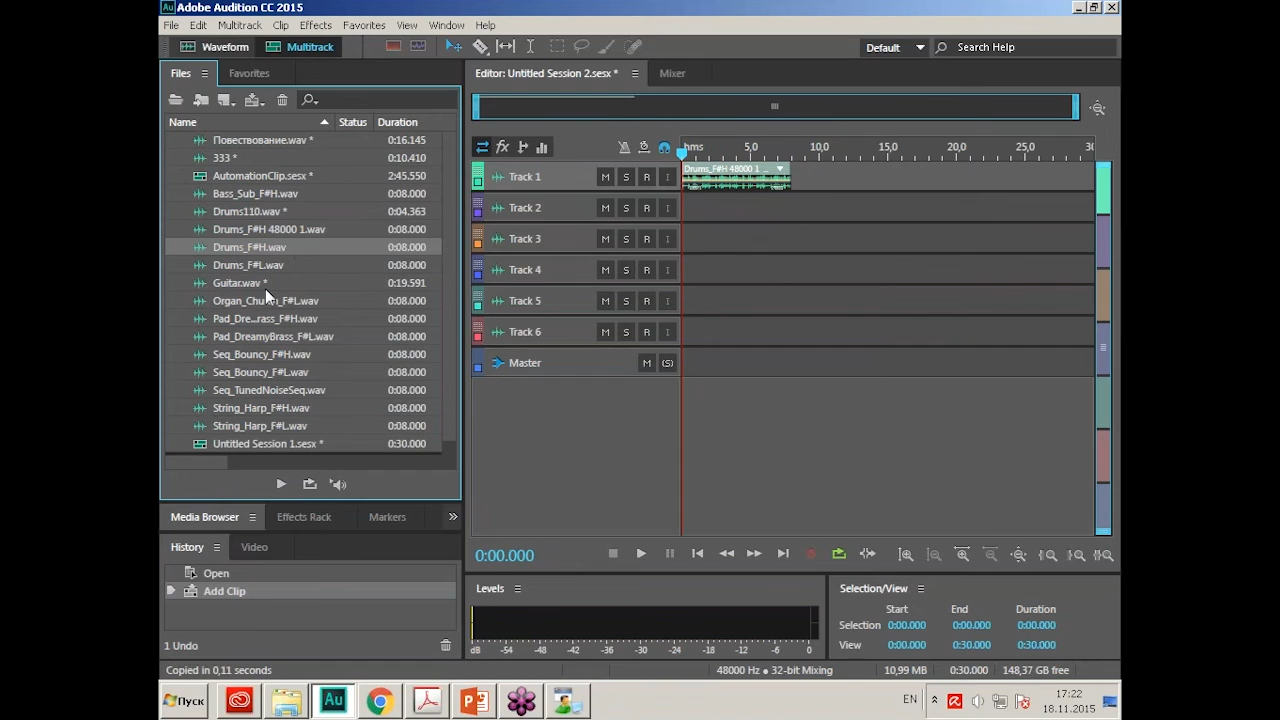 Au Adobe Audition CC 2015
File Edit Multitrack Clip Effects Favorites View Window Help
Waveform Multitrack Default Search Help
Files Favorites
Editor: Untitled Session 2.sesx * Mixer
Name Status Duration
Повествование.wav * 0:16.145
333 * 0:10.410
AutomationClip.sesx * 2:45.550
Bass_Sub_F#H.wav 0:08.000
Drums110.wav * 0:04.363
Drums_F#H 48000 1.wav 0:08.000
Drums_F#H.wav 0:08.000
Drums_F#L.wav 0:08.000
Guitar.wav * 0:19.591
0:08.000
Pad_Dre...rass_F#H.wav 0:08.000
Pad_DreamyBrass_F#L.wav 0:08.000
Seq_Bouncy_F#H.wav 0:08.000
Seq_Bouncy_F#L.wav 0:08.000
Seq_TunedNoiseSeq.wav 0:08.000
String_Harp_F#H.wav 0:08.000
String_Harp_F#L.wav 0:08.000
Untitled Session 1.sesx * 0:30.000
fx
hms 5,0 10,0 15,0 20,0 25,0 30
Drums_F#H 48000 1 ...
Track 1 M S R I
Track 2 M S R I
Track 3 M S R I
Track 4 M S R I
Track 5 M S R I
Track 6 M S R I
Master M (S)
0:00.000
Media Browser Effects Rack Markers »
History Video
Open
Add Clip
1 Undo
Levels
dB -54 -48 -42 -36 -30 -24 -18 -12 -6 0
Selection/View
Start End Duration
Selection 0:00.000 0:00.000 0:00.000
View 0:00.000 0:30.000 0:30.000
Copied in 0,11 seconds 48000 Hz • 32-bit Mixing 10,99 MB 0:30.000 148,37 GB free
Пуск Au EN 17:22
18.11.2015